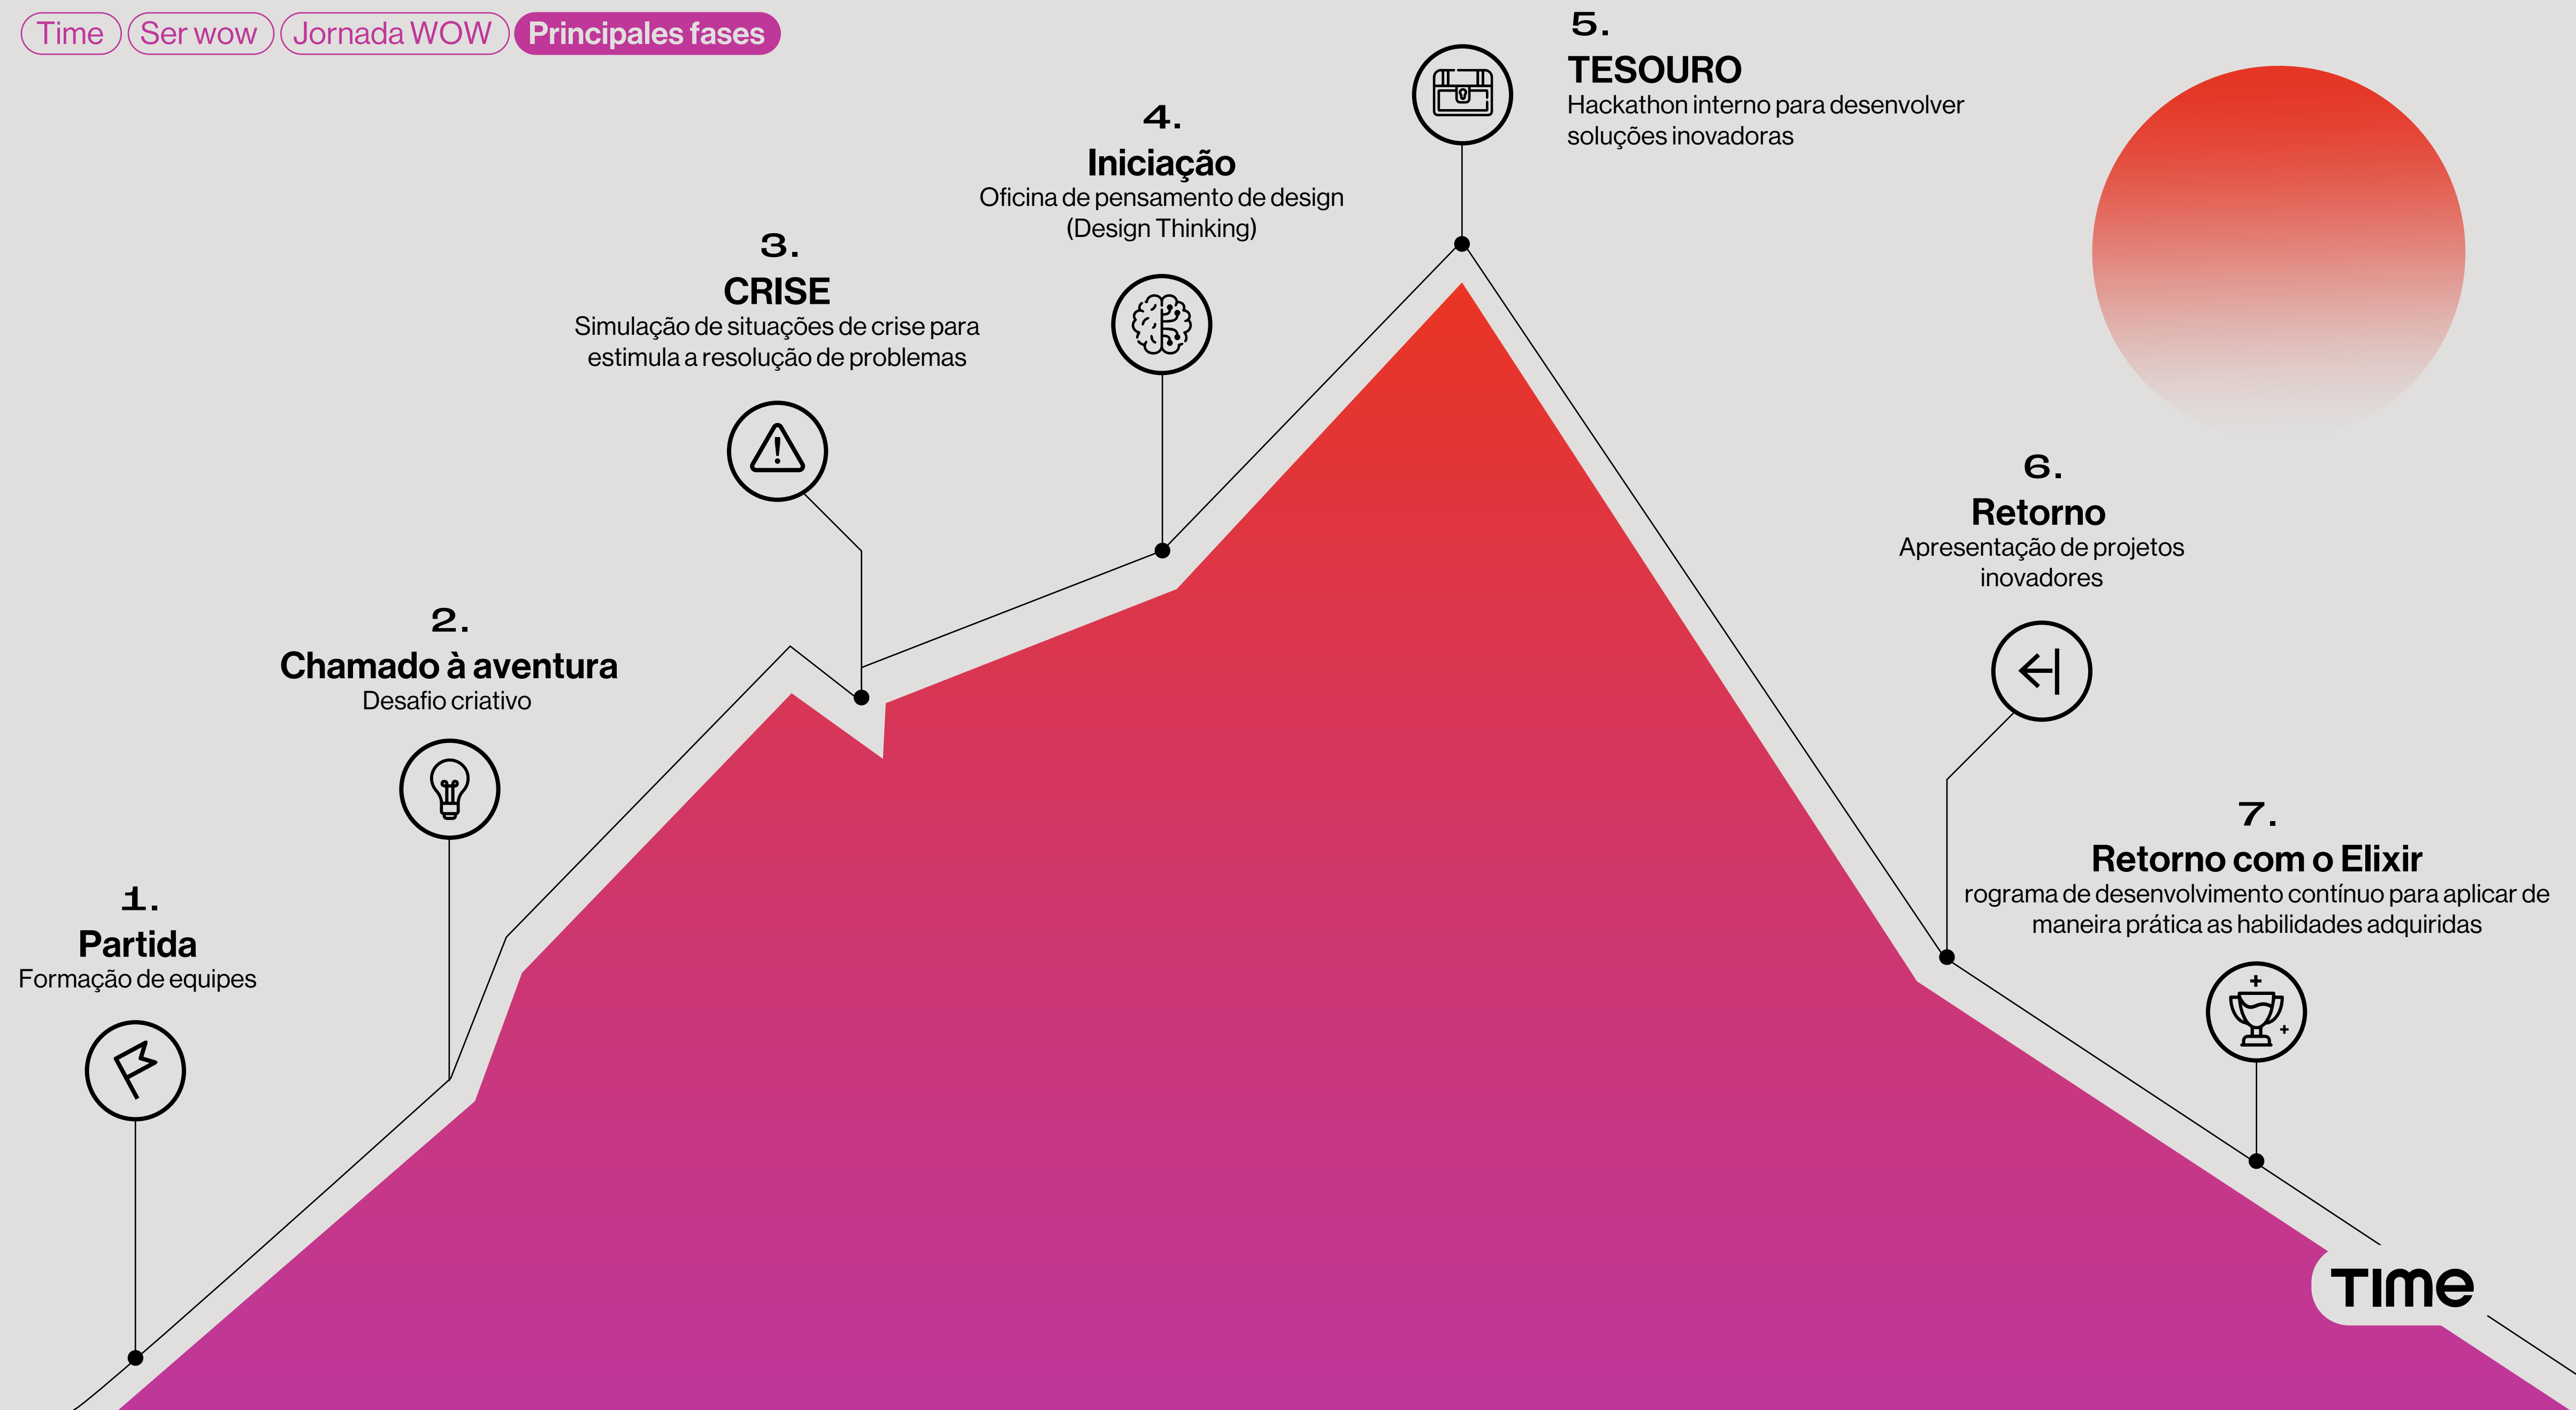 Time
Ser wow
Jornada WOW
Principales fases
1.
Partida
Formação de equipes
2.
Chamado à aventura
Desafio criativo
3.
CRISE
Simulação de situações de crise para
estimula a resolução de problemas
4.
Iniciação
Oficina de pensamento de design
(Design Thinking)
5.
TESOURO
Hackathon interno para desenvolver
soluções inovadoras
6.
Retorno
Apresentação de projetos
inovadores
7.
Retorno com o Elixir
rograma de desenvolvimento contínuo para aplicar de
maneira prática as habilidades adquiridas
TIme